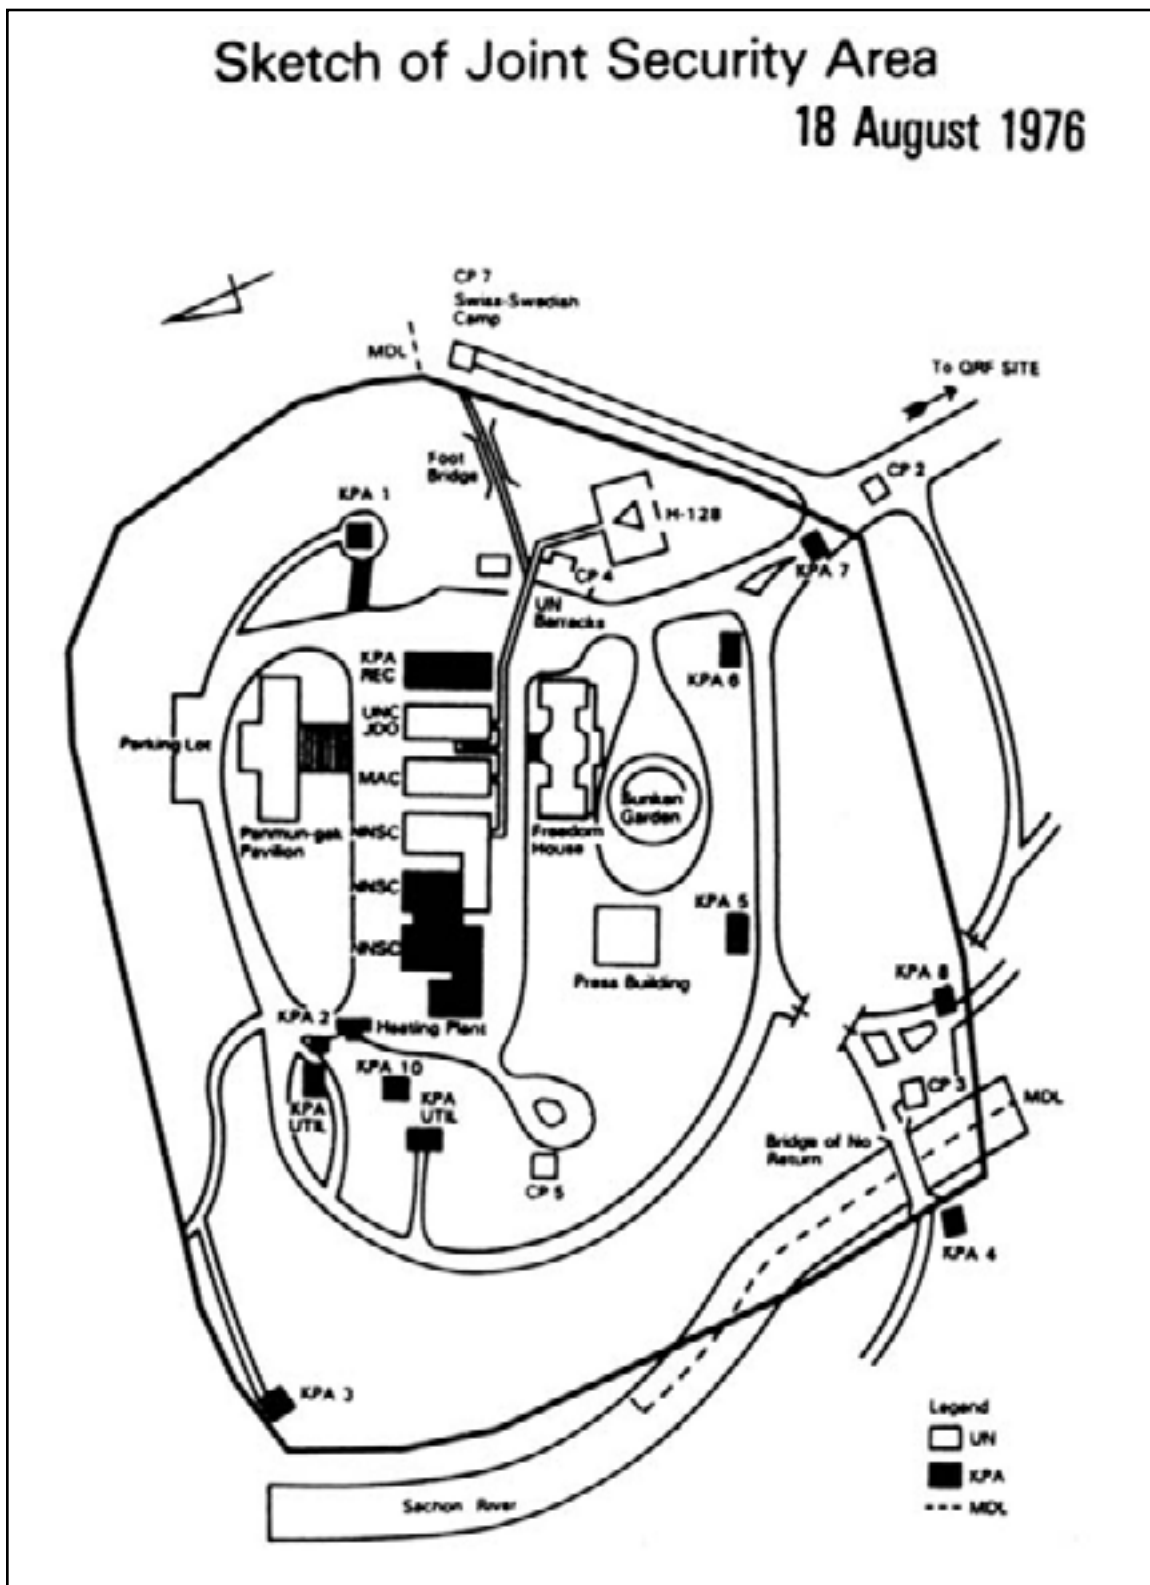 Sketch of Joint Security Area
18 August 1976
CP 7
Swiss-Swedish
Camp
MDL
To QRF SITE
CP 2
Foot
Bridge
KPA 1
H-128
KPA 7
CP 4
UN
Barracks
KPA
REC
KPA 6
UNC
JDO
Parking Lot
MAC
Sunken
Garden
Panmun-gak
Pavilion
NNSC
Freedom
House
NNSC
KPA 5
NNSC
Press Building
KPA 8
KPA 2
Heating Plant
KPA 10
KPA
UTIL
KPA
UTIL
CP 3
MDL
Bridge of No
Return
CP 5
KPA 4
KPA 3
Legend
UN
KPA
MDL
Sachon River